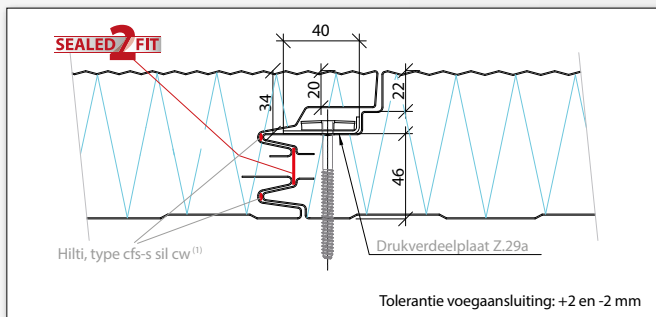 SEALED 2 FIT
40
34
20
22
46
Hilti, type cfs-s sil cw (1)
Drukverdeelplaat Z.29a
Tolerantie voegaansluiting: +2 en -2 mm